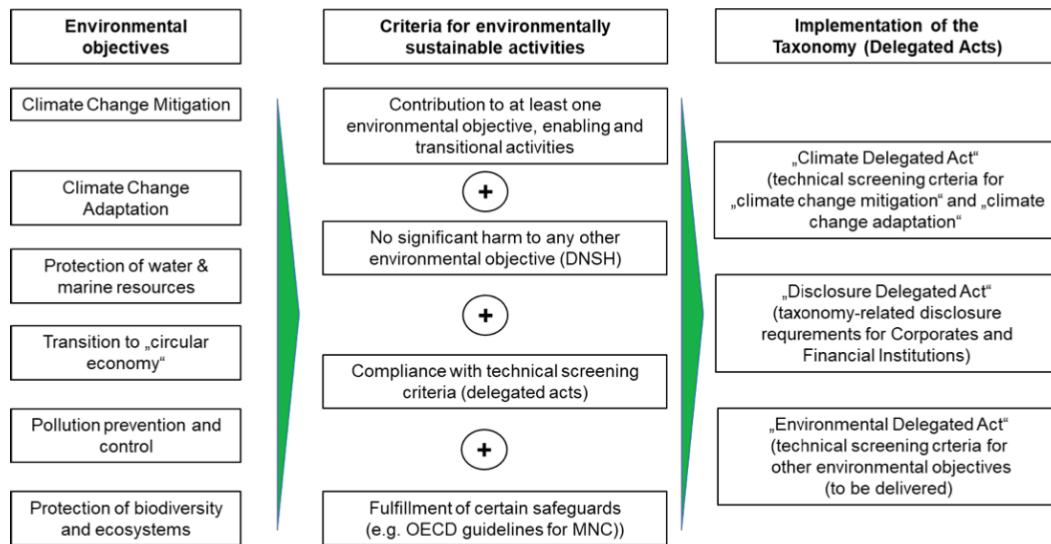 Environmental
objectives
Criteria for environmentally
sustainable activities
Implementation of the
Taxonomy (Delegated Acts)
Climate Change Mitigation
Climate Change
Adaptation
Protection of water &
marine resources
Transition to „circular
economy“
Pollution prevention and
control
Protection of biodiversity
and ecosystems
Contribution to at least one
environmental objective, enabling and
transitional activities
+
No significant harm to any other
environmental objective (DNSH)
+
Compliance with technical screening
criteria (delegated acts)
+
Fulfillment of certain safeguards
(e.g. OECD guidelines for MNC))
„Climate Delegated Act“
(technical screening crteria for
„climate change mitigation“ and „climate
change adaptation“
„Disclosure Delegated Act“
(taxonomy-related disclosure
requrements for Corporates and
Financial Institutions)
„Environmental Delegated Act“
(technical screening crteria for
other environmental objectives
(to be delivered)